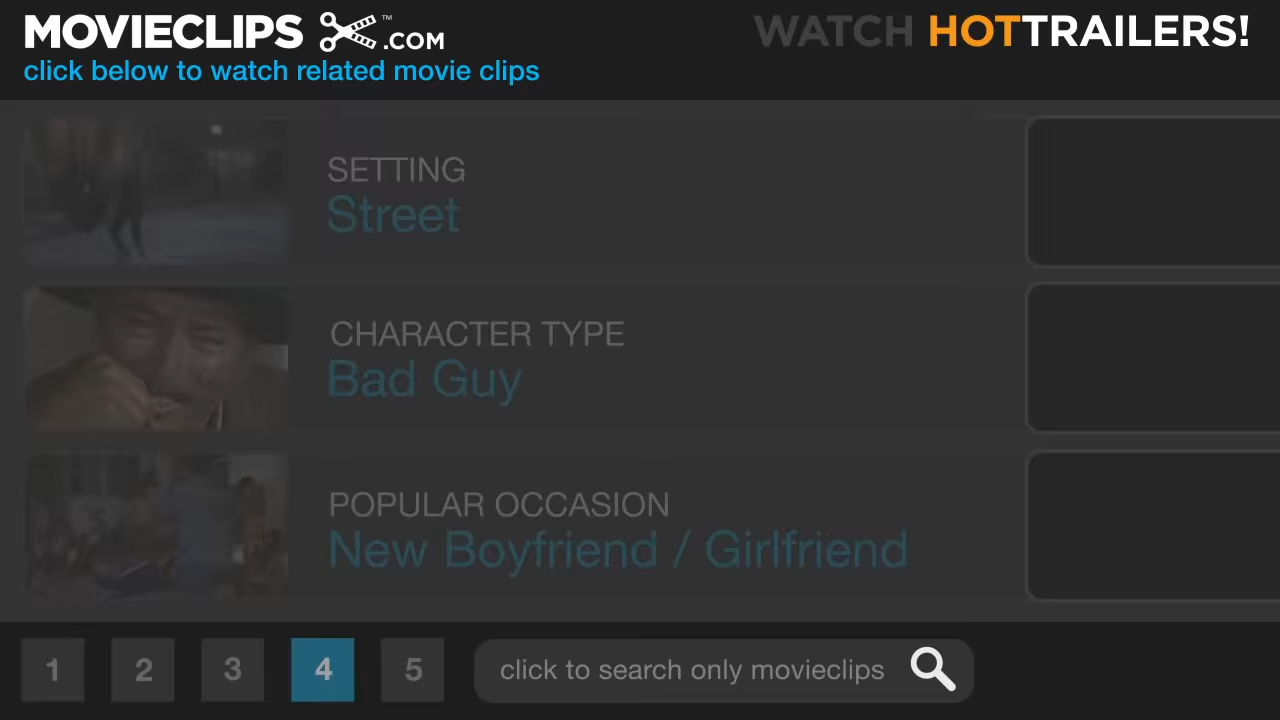 MOVIECLIPS ™ .COM
WATCH HOTTRAILERS!
click below to watch related movie clips
SETTING
Street
CHARACTER TYPE
Bad Guy
POPULAR OCCASION
New Boyfriend / Girlfriend
1 2 3 4 5 click to search only movieclips